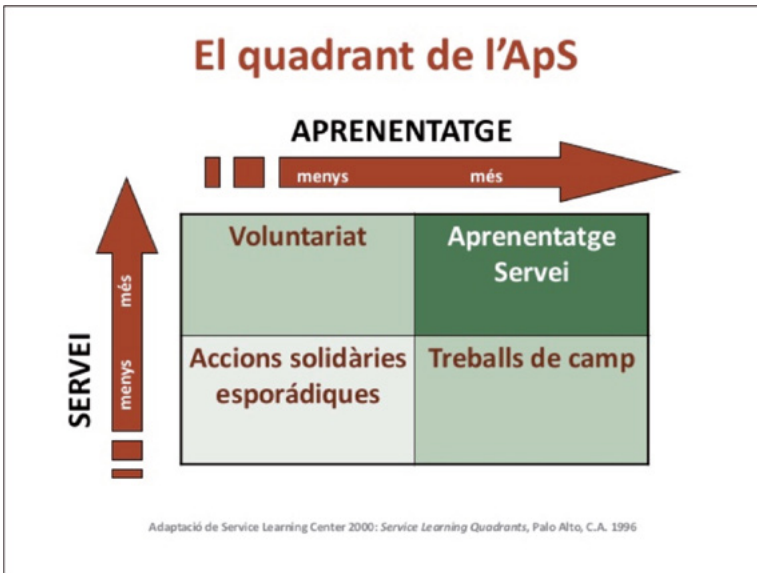 El quadrant de l'ApS
APRENENTATGE
menys més
SERVEI
menys més
Voluntariat
Aprenentatge
Servei
Accions solidàries
esporádiques
Treballs de camp
Adaptació de Service Learning Center 2000: Service Learning Quadrants, Palo Alto, C.A. 1996